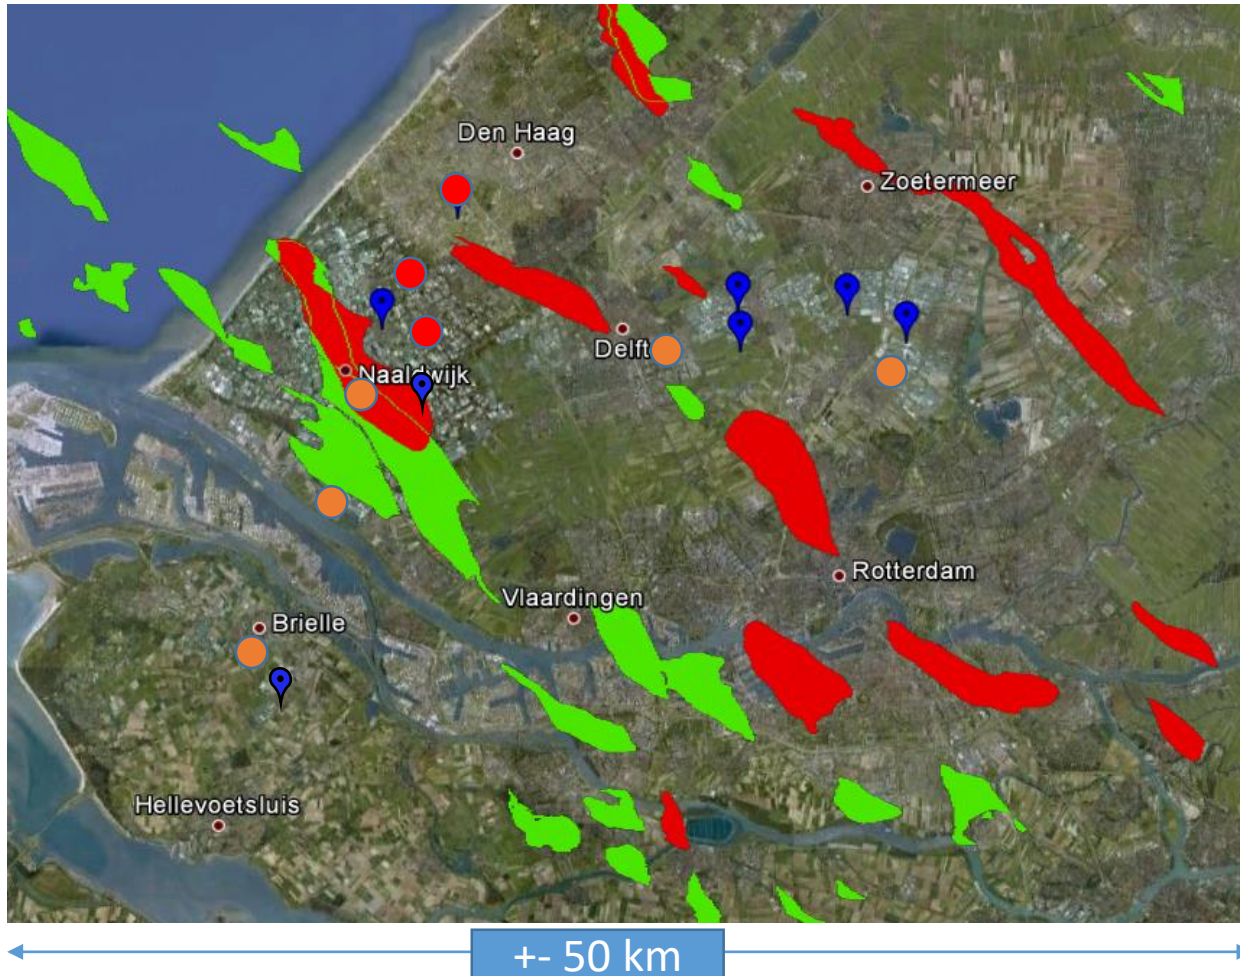 Den Haag
Zoetermeer
Delft
Naaldwijk
Rotterdam
Vlaardingen
Brielle
Hellevoetsluis
+- 50 km